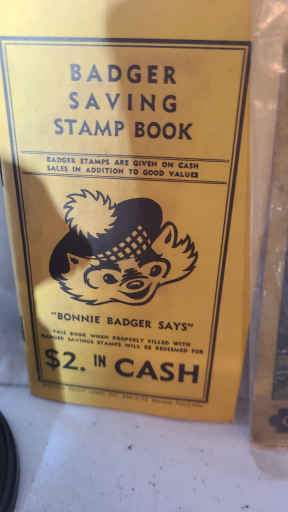 BADGER
SAVING
STAMP BOOK
BADGER STAMPS ARE GIVEN ON CASH
SALES IN ADDITION TO GOOD VALUES
"BONNIE BADGER SAYS"
THIS BOOK WHEN PROPERLY FILLED WITH
BADGER SAVINGS STAMPS WILL BE REDEEMED FOR
$2. IN CASH